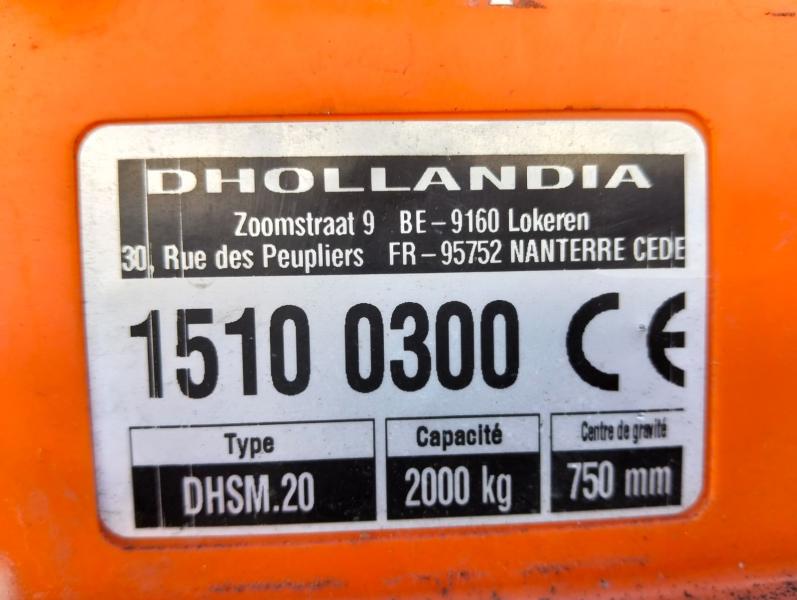 DHOLLANDIA
Zoomstraat 9 BE-9160 Lokeren
30, Rue des Peupliers FR-95752 NANTERRE CEDE
1510 0300 CE
Type Capacité Centre de gravité
DHSM.20 2000 kg 750 mm